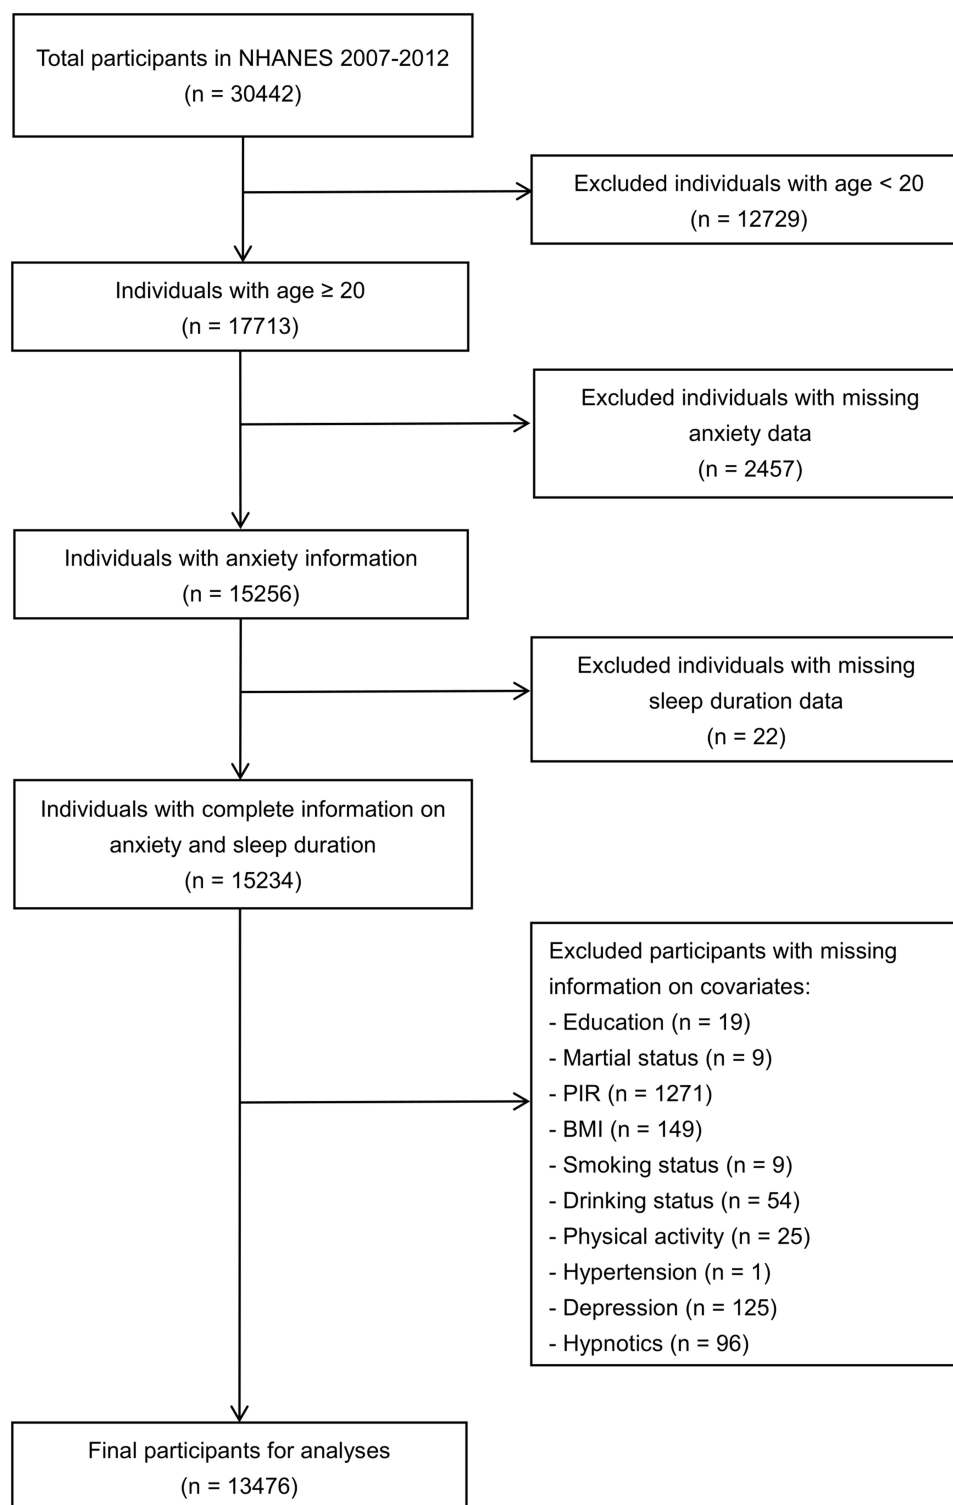 Total participants in NHANES 2007-2012
(n = 30442)
Excluded individuals with age < 20
(n = 12729)
Individuals with age ≥ 20
(n = 17713)
Excluded individuals with missing
anxiety data
(n = 2457)
Individuals with anxiety information
(n = 15256)
Excluded individuals with missing
sleep duration data
(n = 22)
Individuals with complete information on
anxiety and sleep duration
(n = 15234)
Excluded participants with missing
information on covariates:
- Education (n = 19)
- Martial status (n = 9)
- PIR (n = 1271)
- BMI (n = 149)
- Smoking status (n = 9)
- Drinking status (n = 54)
- Physical activity (n = 25)
- Hypertension (n = 1)
- Depression (n = 125)
- Hypnotics (n = 96)
Final participants for analyses
(n = 13476)